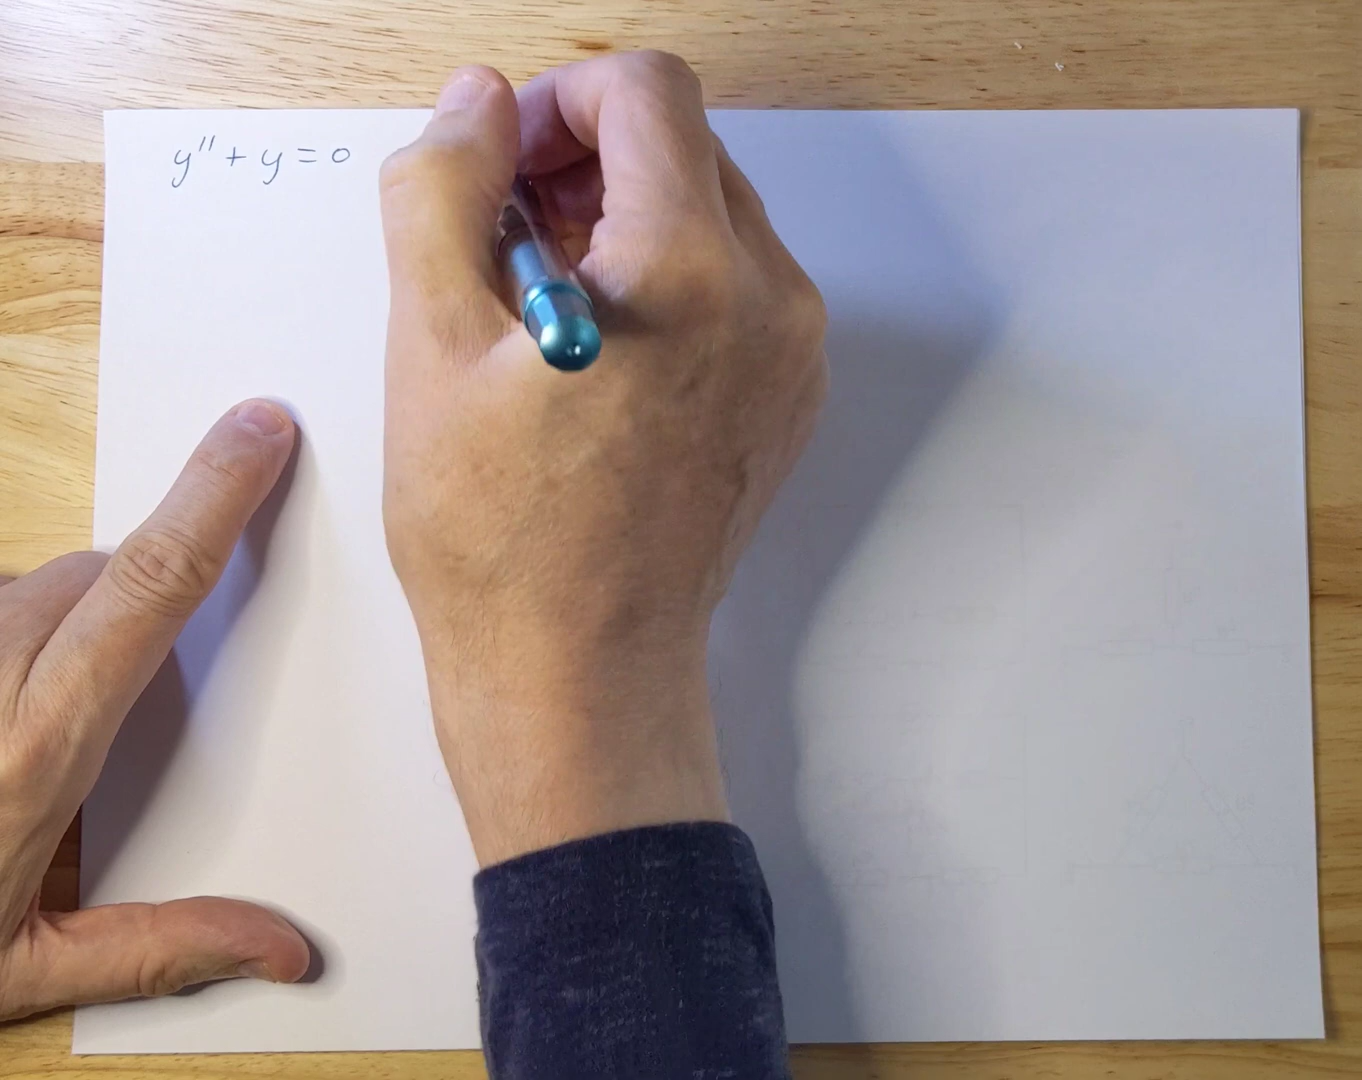 y'' + y = 0